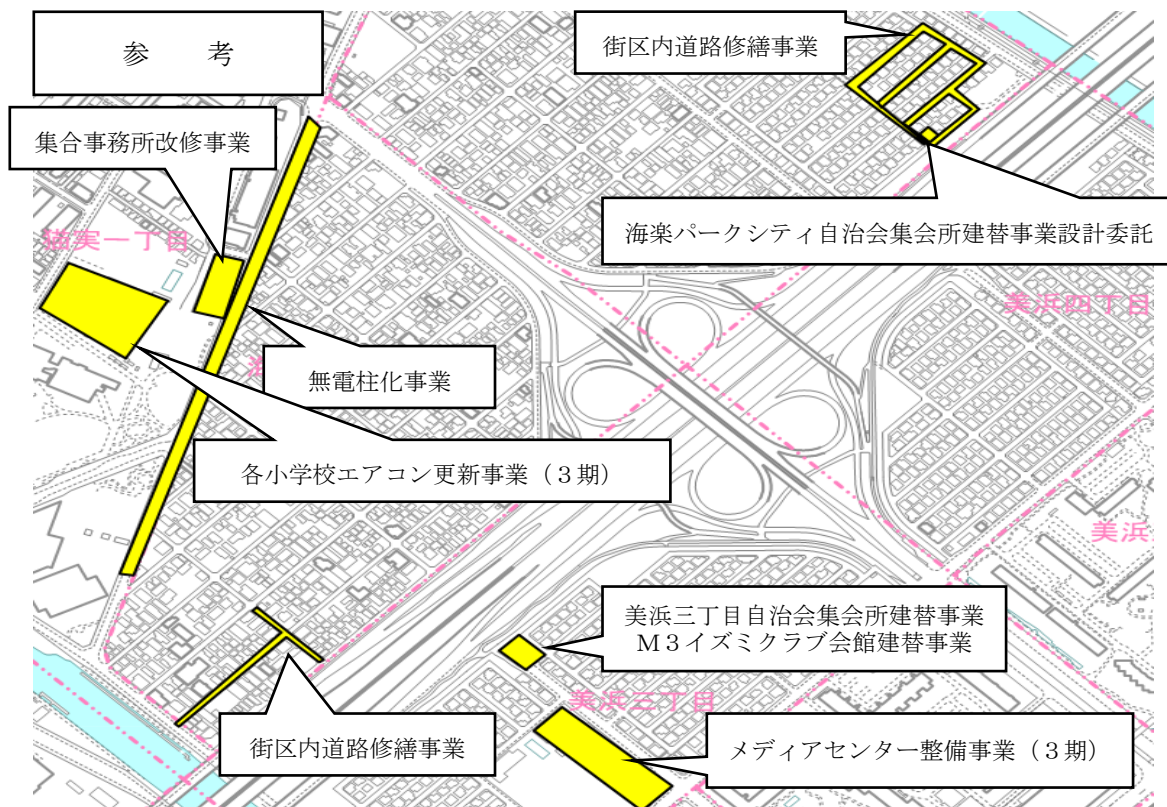 参　考
街区内道路修繕事業
集合事務所改修事業
海楽パークシティ自治会集会所建替事業設計委託
猫実一丁目
美浜四丁目
無電柱化事業
各小学校エアコン更新事業（３期）
美浜
美浜三丁目自治会集会所建替事業
Ｍ３イズミクラブ会館建替事業
美浜三丁目
街区内道路修繕事業
メディアセンター整備事業（３期）